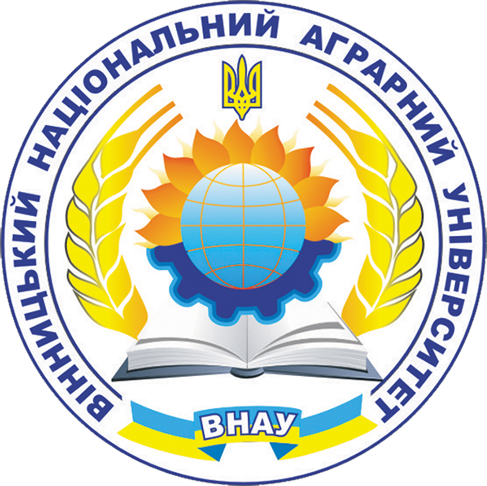 ВІННИЦЬКИЙ НАЦІОНАЛЬНИЙ АГРАРНИЙ УНІВЕРСИТЕТ
ВНАУ